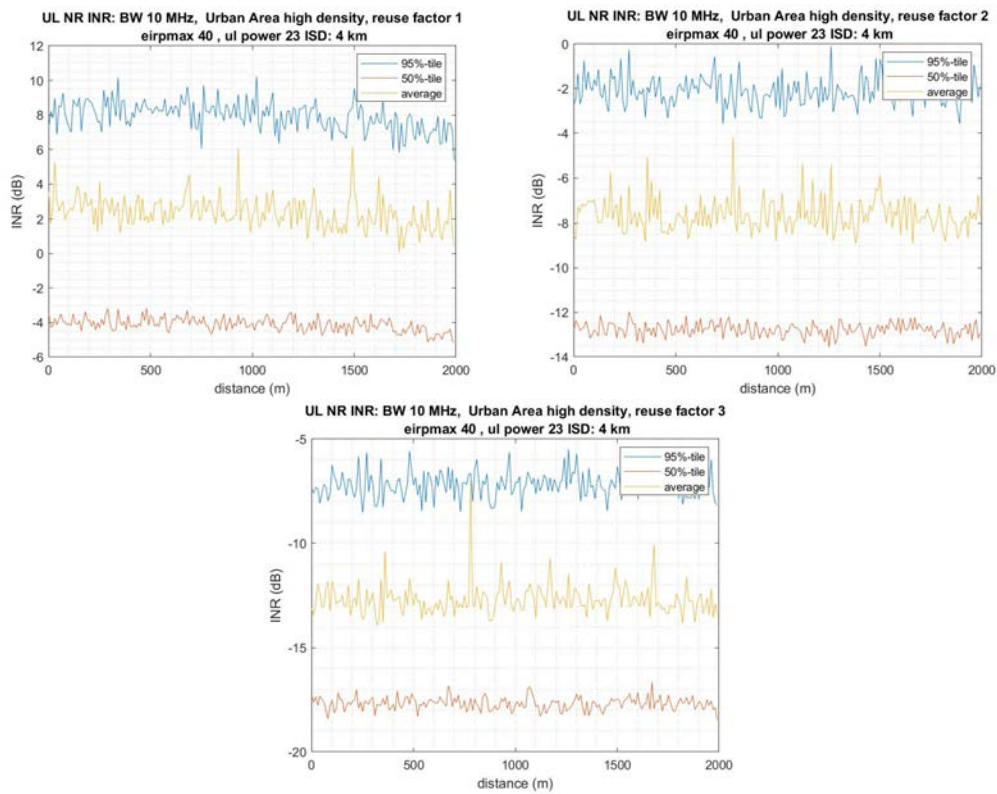 UL NR INR: BW 10 MHz, Urban Area high density, reuse factor 1
eirpmax 40 , ul power 23 ISD: 4 km
12
10
8
6
4
2
0
-2
-4
-6
INR (dB)
95%-tile
50%-tile
average
0 500 1000 1500 2000
distance (m)
UL NR INR: BW 10 MHz, Urban Area high density, reuse factor 2
eirpmax 40 , ul power 23 ISD: 4 km
0
-2
-4
-6
-8
-10
-12
-14
INR (dB)
95%-tile
50%-tile
average
0 500 1000 1500 2000
distance (m)
UL NR INR: BW 10 MHz, Urban Area high density, reuse factor 3
eirpmax 40 , ul power 23 ISD: 4 km
-5
-10
-15
-20
INR (dB)
95%-tile
50%-tile
average
0 500 1000 1500 2000
distance (m)